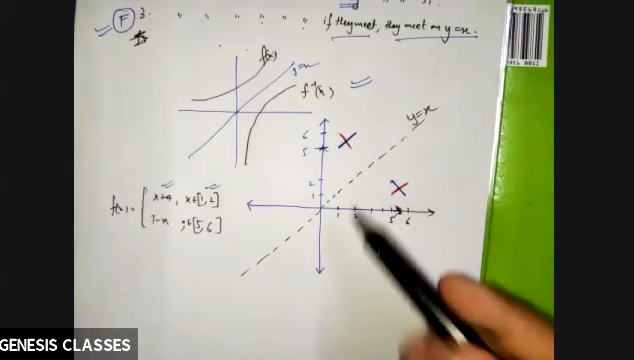 F 3. " " " " " if they meet, they meet on y=x.
f(x)
y=x
f⁻¹(x)
y=x
6
5
2
1
1 2 5 6
f(x) = { x+4, x∈[1,2]
7-x, x∈[5,6]
GENESIS CLASSES